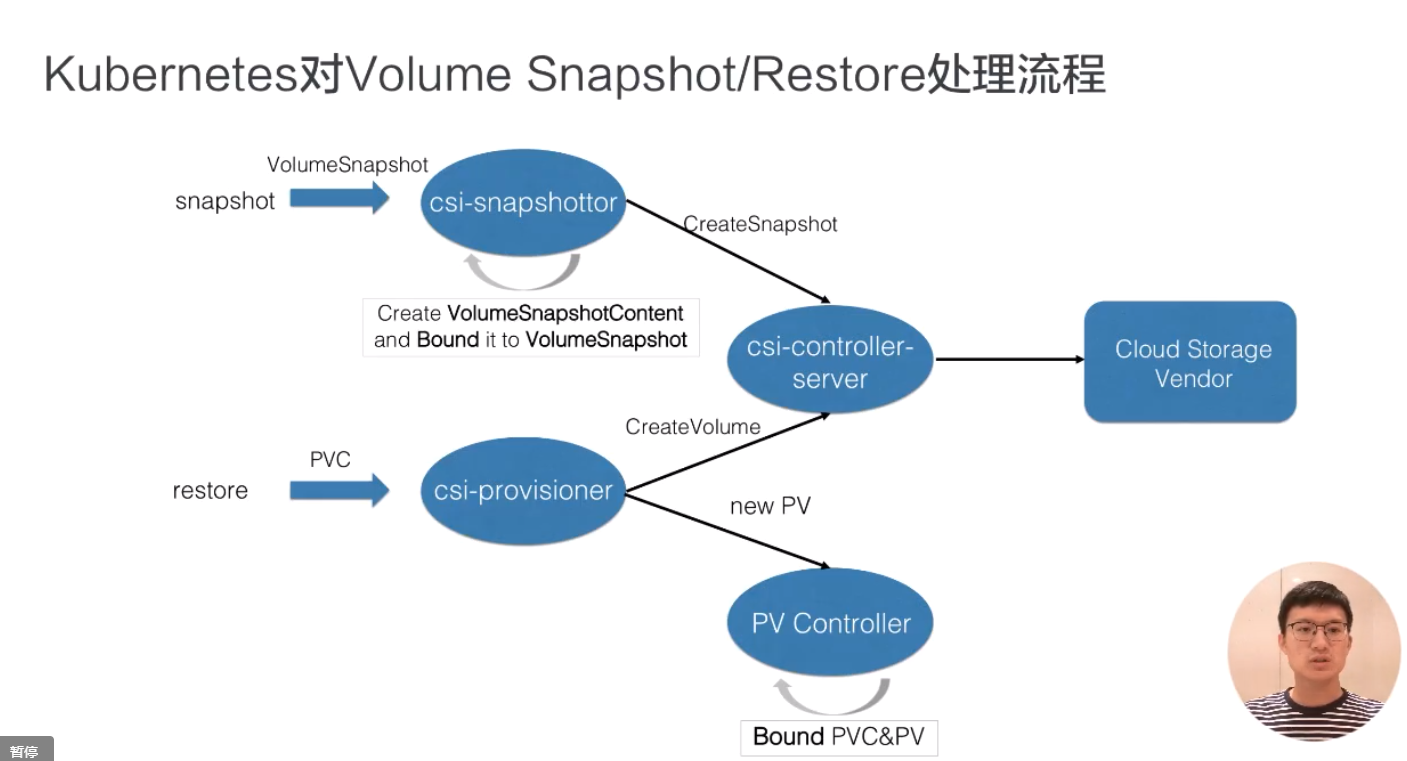 Kubernetes对Volume Snapshot/Restore处理流程
VolumeSnapshot
snapshot
csi-snapshottor
CreateSnapshot
Create VolumeSnapshotContent
and Bound it to VolumeSnapshot
csi-controller-
server
Cloud Storage
Vendor
CreateVolume
PVC
restore
csi-provisioner
new PV
PV Controller
Bound PVC&PV
暂停